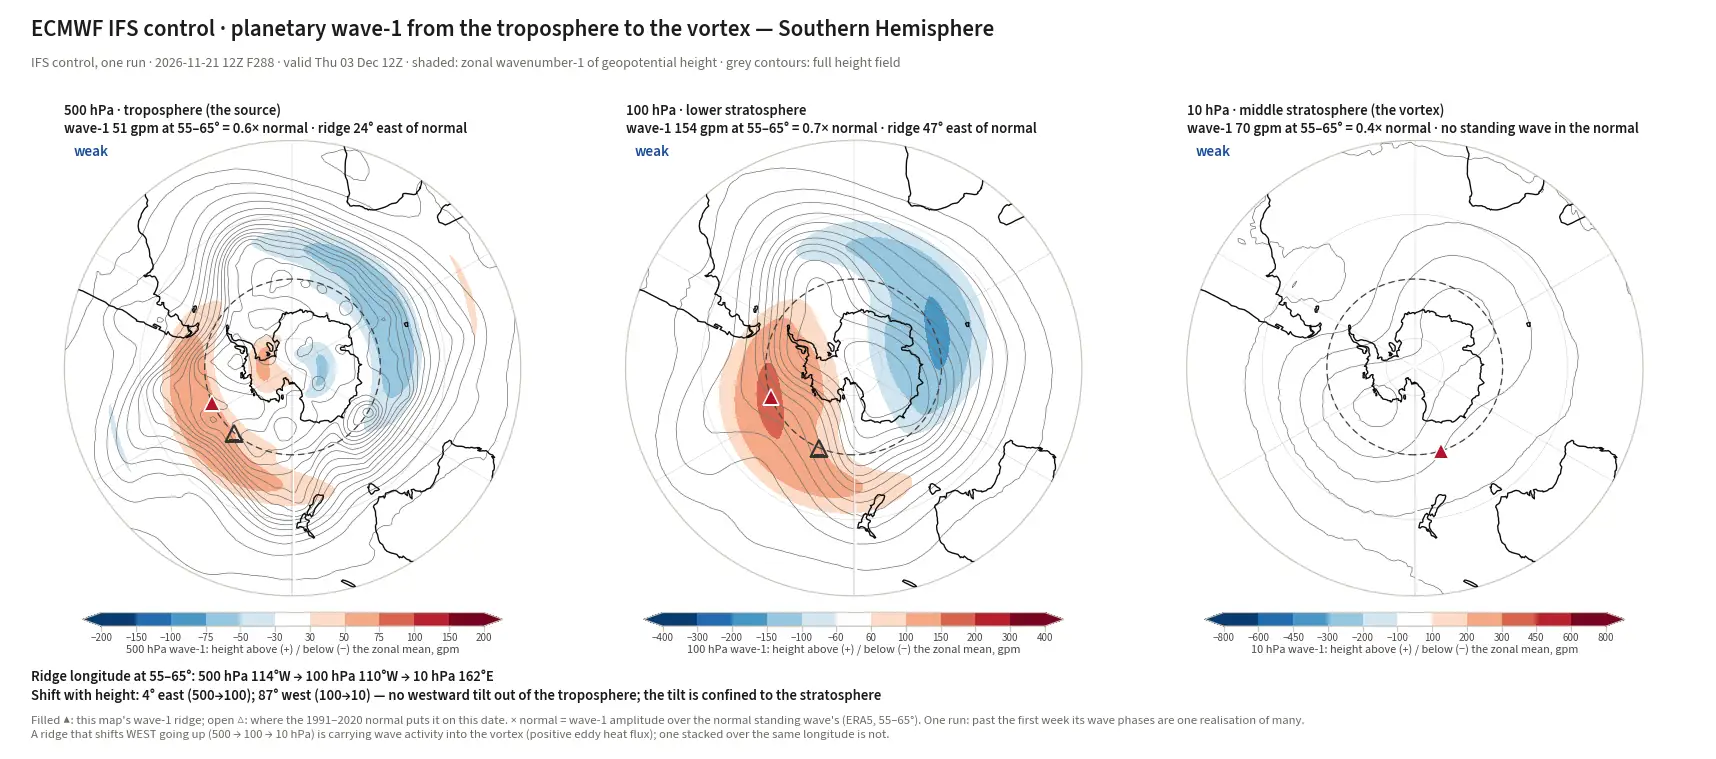 ECMWF IFS control · planetary wave-1 from the troposphere to the vortex — Southern Hemisphere
IFS control, one run · 2026-11-21 12Z F288 · valid Thu 03 Dec 12Z · shaded: zonal wavenumber-1 of geopotential height · grey contours: full height field
500 hPa · troposphere (the source)
wave-1 51 gpm at 55–65° = 0.6× normal · ridge 24° east of normal
weak
100 hPa · lower stratosphere
wave-1 154 gpm at 55–65° = 0.7× normal · ridge 47° east of normal
weak
10 hPa · middle stratosphere (the vortex)
wave-1 70 gpm at 55–65° = 0.4× normal · no standing wave in the normal
weak
−200 −150 −100 −75 −50 −30 30 50 75 100 150 200
500 hPa wave-1: height above (+) / below (−) the zonal mean, gpm
−400 −300 −200 −150 −100 −60 60 100 150 200 300 400
100 hPa wave-1: height above (+) / below (−) the zonal mean, gpm
−800 −600 −450 −300 −200 −100 100 200 300 450 600 800
10 hPa wave-1: height above (+) / below (−) the zonal mean, gpm
Ridge longitude at 55–65°: 500 hPa 114°W → 100 hPa 110°W → 10 hPa 162°E
Shift with height: 4° east (500→100); 87° west (100→10) — no westward tilt out of the troposphere; the tilt is confined to the stratosphere
Filled ▲: this map's wave-1 ridge; open △: where the 1991–2020 normal puts it on this date. × normal = wave-1 amplitude over the normal standing wave's (ERA5, 55–65°). One run: past the first week its wave phases are one realisation of many.
A ridge that shifts WEST going up (500 → 100 → 10 hPa) is carrying wave activity into the vortex (positive eddy heat flux); one stacked over the same longitude is not.